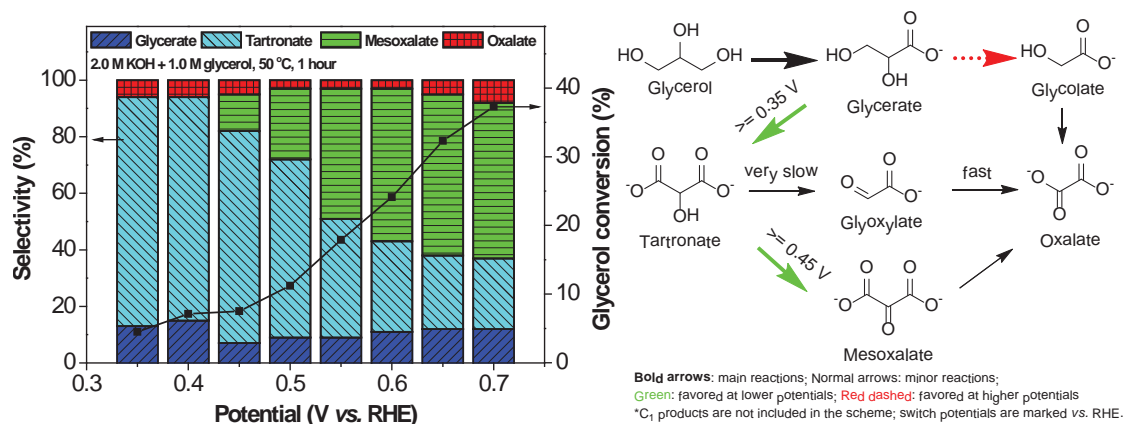 Glycerate Tartronate Mesoxalate Oxalate
2.0 M KOH + 1.0 M glycerol, 50 °C, 1 hour
Selectivity (%)
100
80
60
40
20
0
0.3 0.4 0.5 0.6 0.7
Potential (V vs. RHE)
40
30
20
10
0
Glycerol conversion (%)
HO OH OH
Glycerol
HO O O- OH
Glycerate
HO O O-
Glycolate
>= 0.35 V
-O O O O- OH
Tartronate
very slow
O O O-
Glyoxylate
fast
-O O O O-
Oxalate
>= 0.45 V
-O O O O- O
Mesoxalate
Bold arrows: main reactions; Normal arrows: minor reactions;
Green: favored at lower potentials; Red dashed: favored at higher potentials
*C₁ products are not included in the scheme; switch potentials are marked vs. RHE.